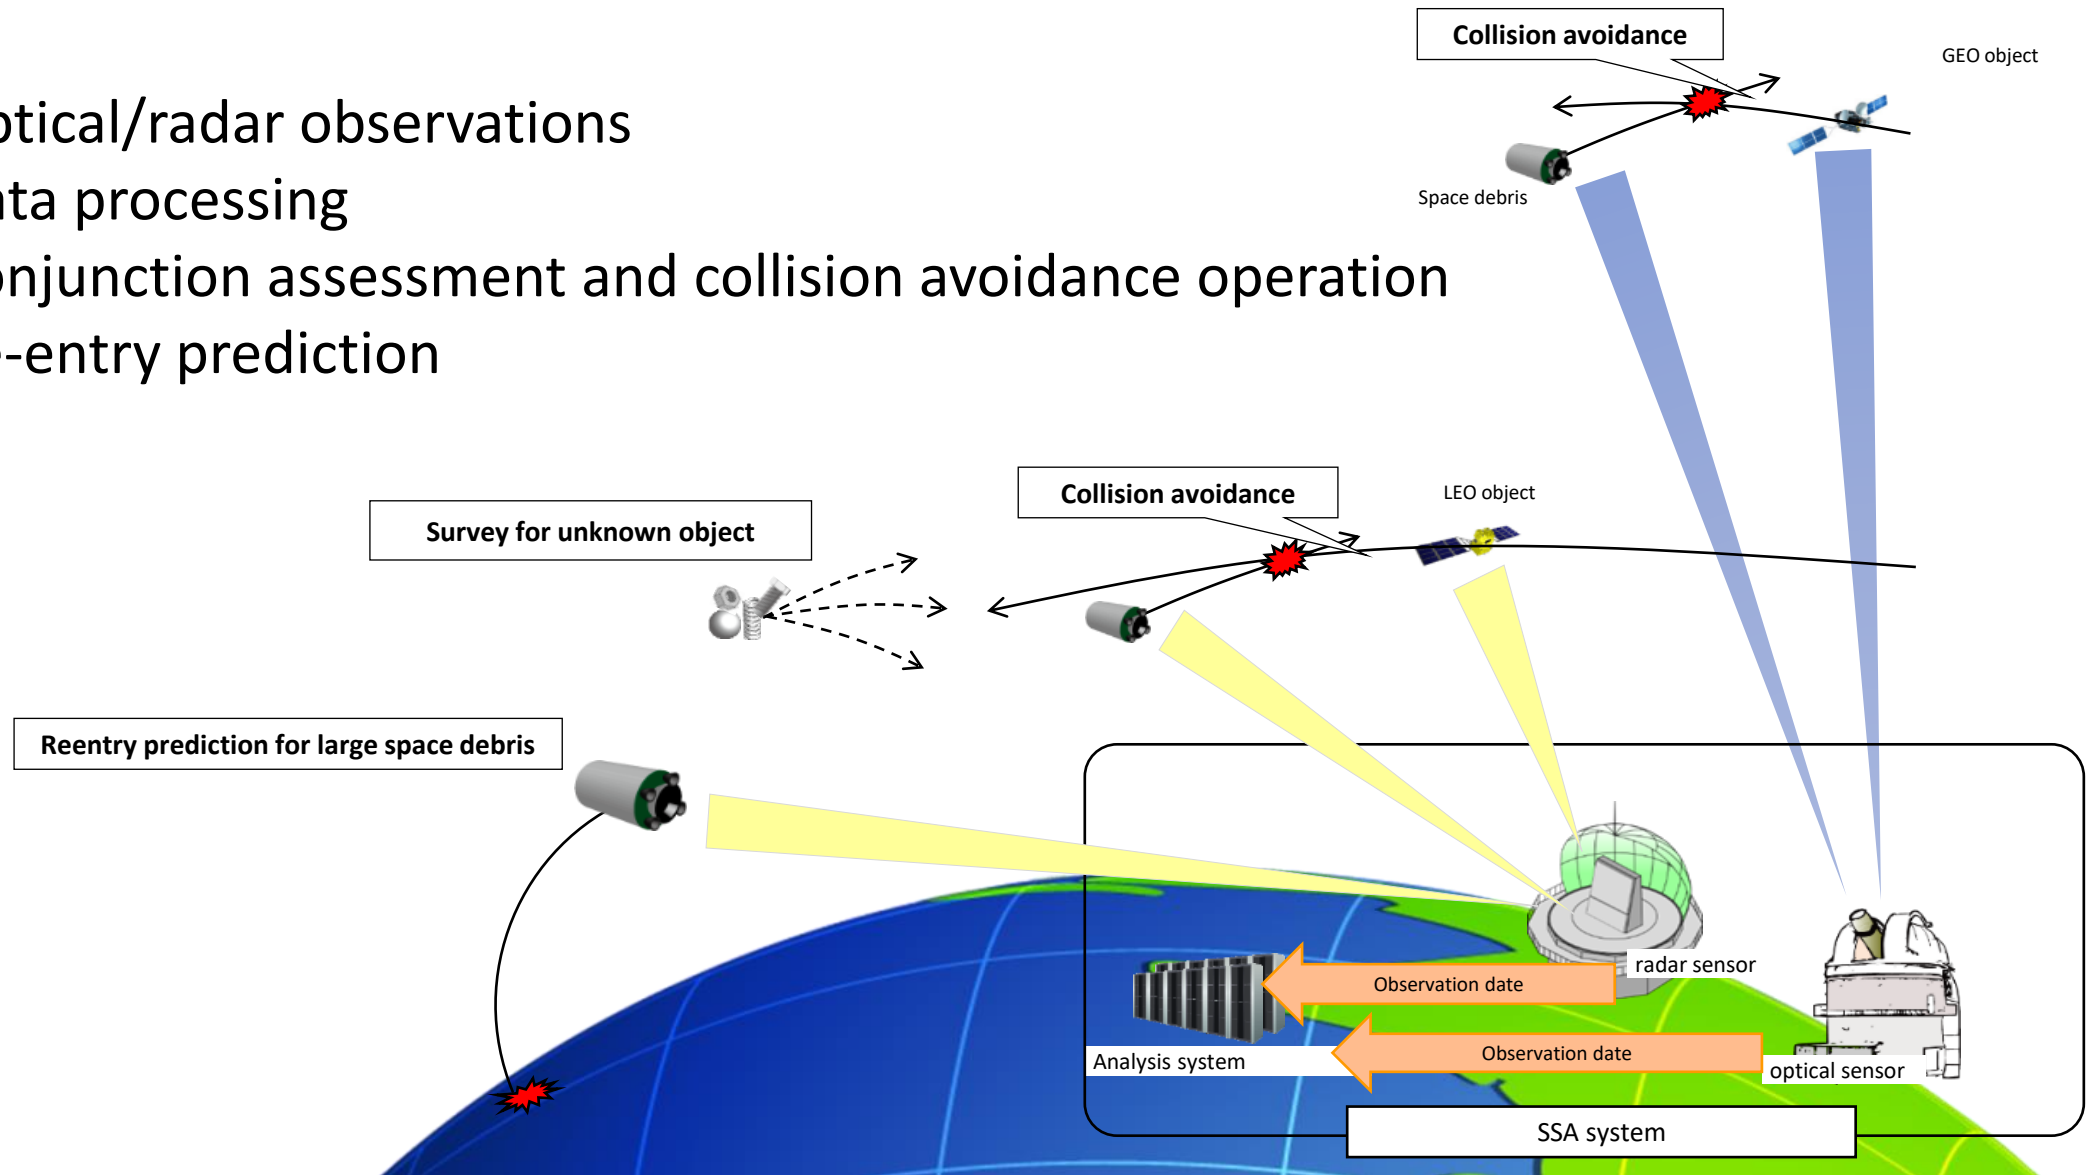 Collision avoidance
GEO object
ptical/radar observations
ata processing
Space debris
onjunction assessment and collision avoidance operation
e-entry prediction
Collision avoidance
LEO object
Survey for unknown object
Reentry prediction for large space debris
radar sensor
Observation date
Observation date
Analysis system
optical sensor
SSA system